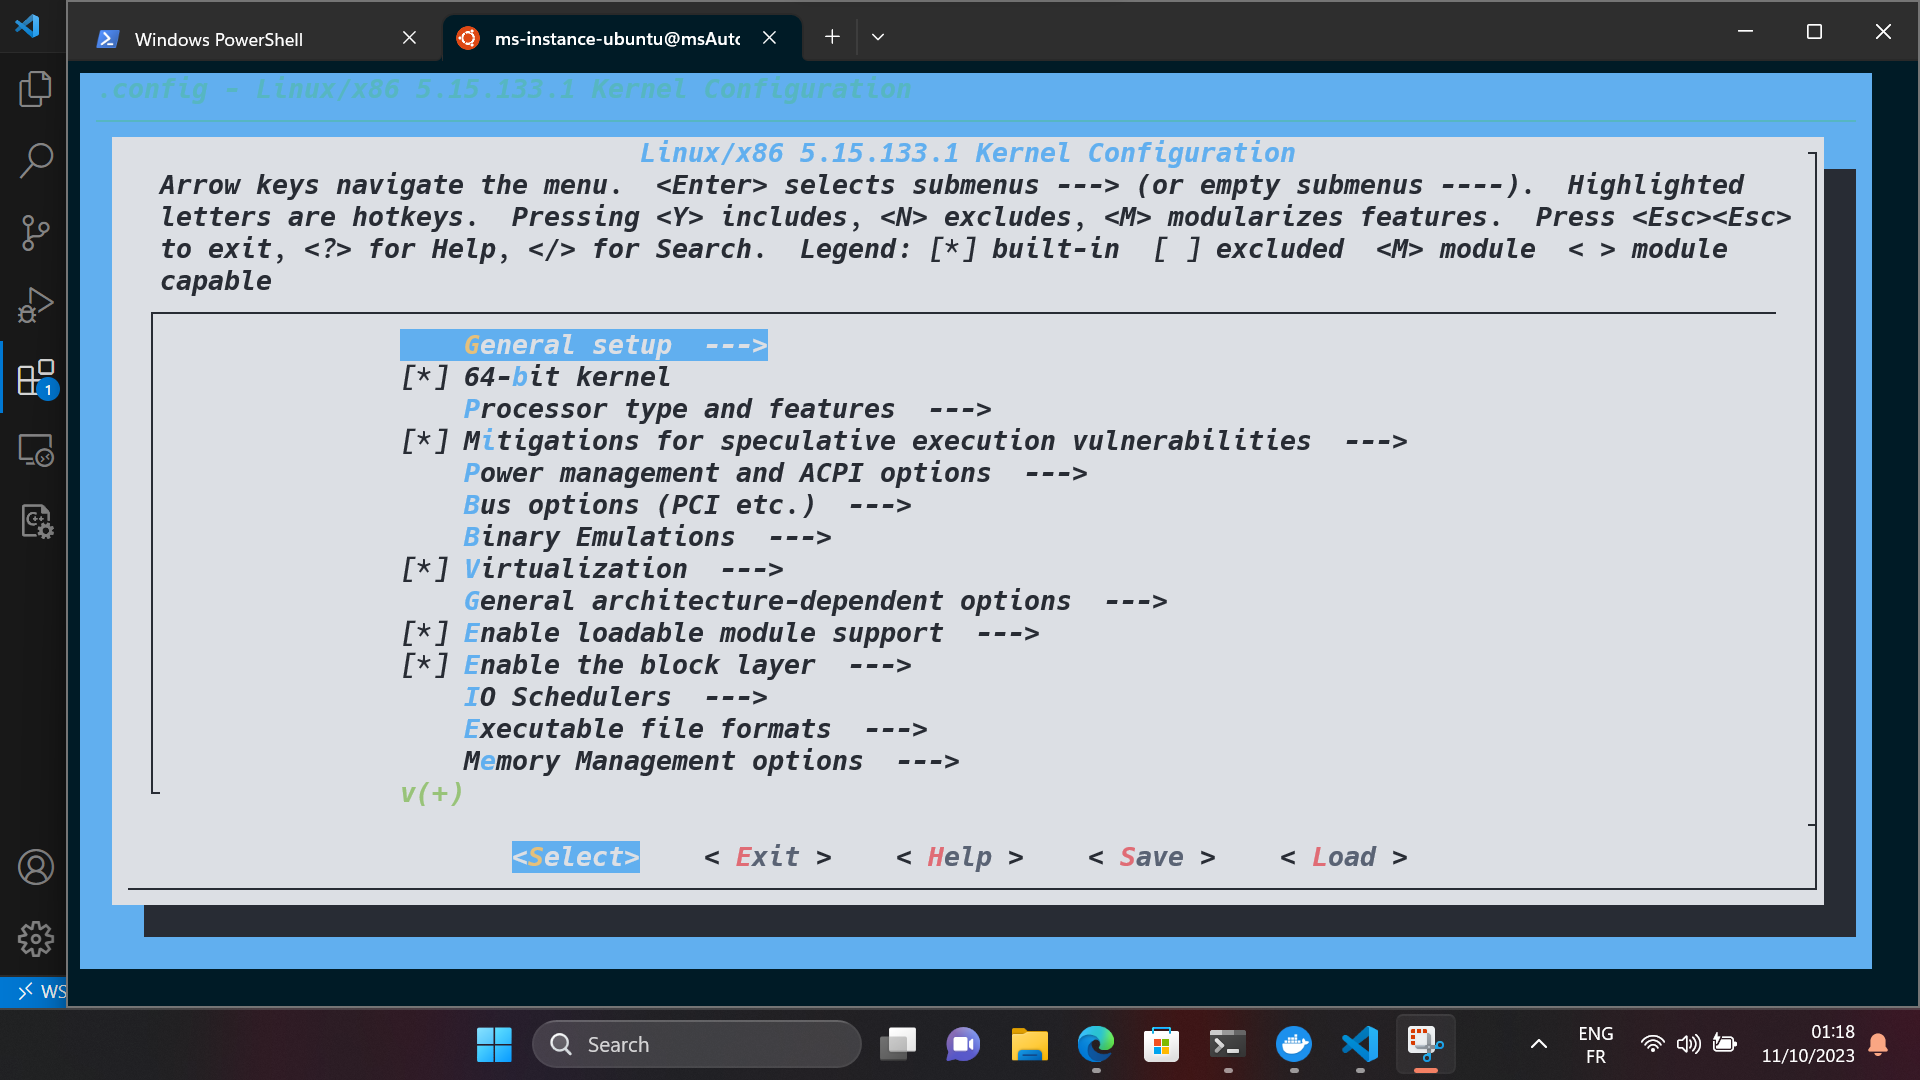 Windows PowerShell
ms-instance-ubuntu@msAuto
.config - Linux/x86 5.15.133.1 Kernel Configuration
Linux/x86 5.15.133.1 Kernel Configuration
Arrow keys navigate the menu.  <Enter> selects submenus ---> (or empty submenus ----).  Highlighted
letters are hotkeys.  Pressing <Y> includes, <N> excludes, <M> modularizes features.  Press <Esc><Esc>
to exit, <?> for Help, </> for Search.  Legend: [*] built-in  [ ] excluded  <M> module  < > module
capable
General setup  --->
[*] 64-bit kernel
Processor type and features  --->
[*] Mitigations for speculative execution vulnerabilities  --->
Power management and ACPI options  --->
Bus options (PCI etc.)  --->
Binary Emulations  --->
[*] Virtualization  --->
General architecture-dependent options  --->
[*] Enable loadable module support  --->
[*] Enable the block layer  --->
IO Schedulers  --->
Executable file formats  --->
Memory Management options  --->
v(+)
<Select>    < Exit >    < Help >    < Save >    < Load >
1
WS
Search
ENG
FR
01:18
11/10/2023